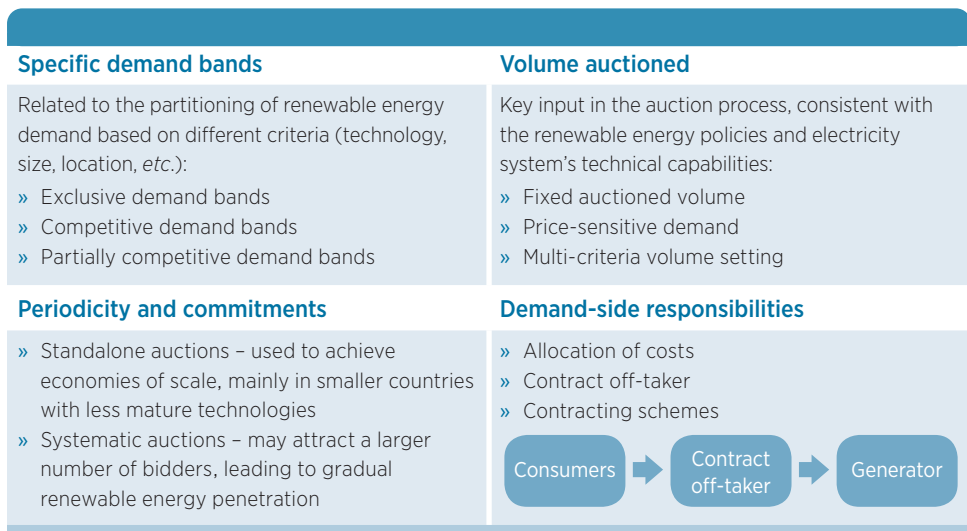 Specific demand bands
Related to the partitioning of renewable energy
demand based on different criteria (technology,
size, location, etc.):
» Exclusive demand bands
» Competitive demand bands
» Partially competitive demand bands
Volume auctioned
Key input in the auction process, consistent with
the renewable energy policies and electricity
system’s technical capabilities:
» Fixed auctioned volume
» Price-sensitive demand
» Multi-criteria volume setting
Periodicity and commitments
» Standalone auctions – used to achieve
economies of scale, mainly in smaller countries
with less mature technologies
» Systematic auctions – may attract a larger
number of bidders, leading to gradual
renewable energy penetration
Demand-side responsibilities
» Allocation of costs
» Contract off-taker
» Contracting schemes
Consumers
Contract
off-taker
Generator